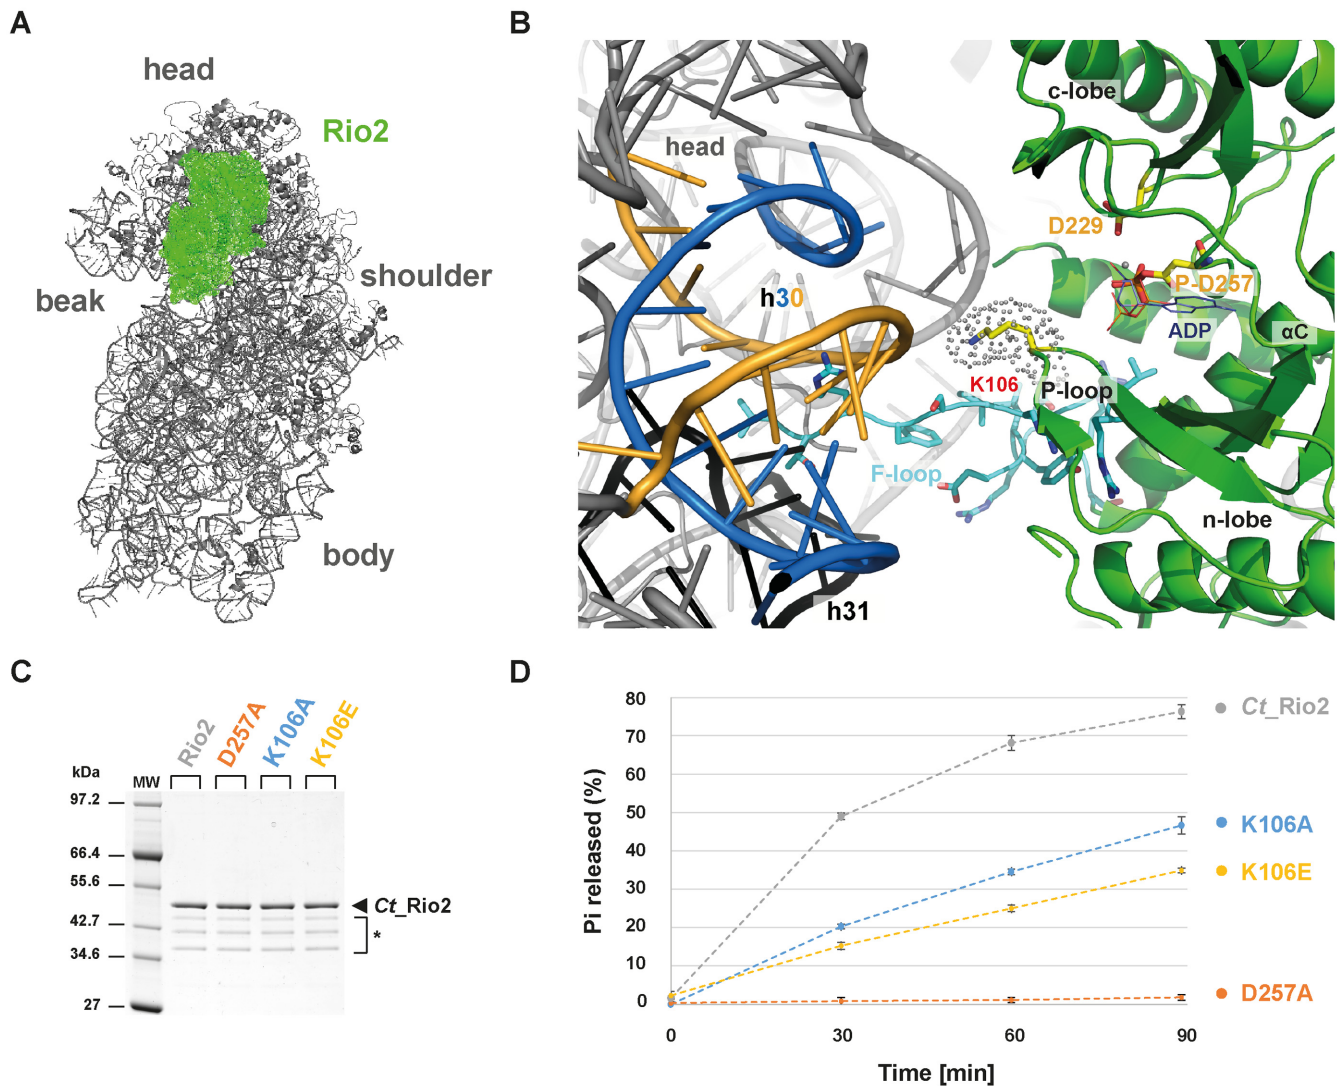 A
head
Rio2
shoulder
beak
body
B
c-lobe
head
D229
h30
P-D257
ADP
αC
K106
P-loop
F-loop
n-lobe
h31
C
Rio2
D257A
K106A
K106E
kDa
MW
97.2
66.4
55.6
42.7
34.6
27
Ct_Rio2
*
D
80
70
60
50
40
30
20
10
0
Pi released (%)
0
30
60
90
Time [min]
Ct_Rio2
K106A
K106E
D257A